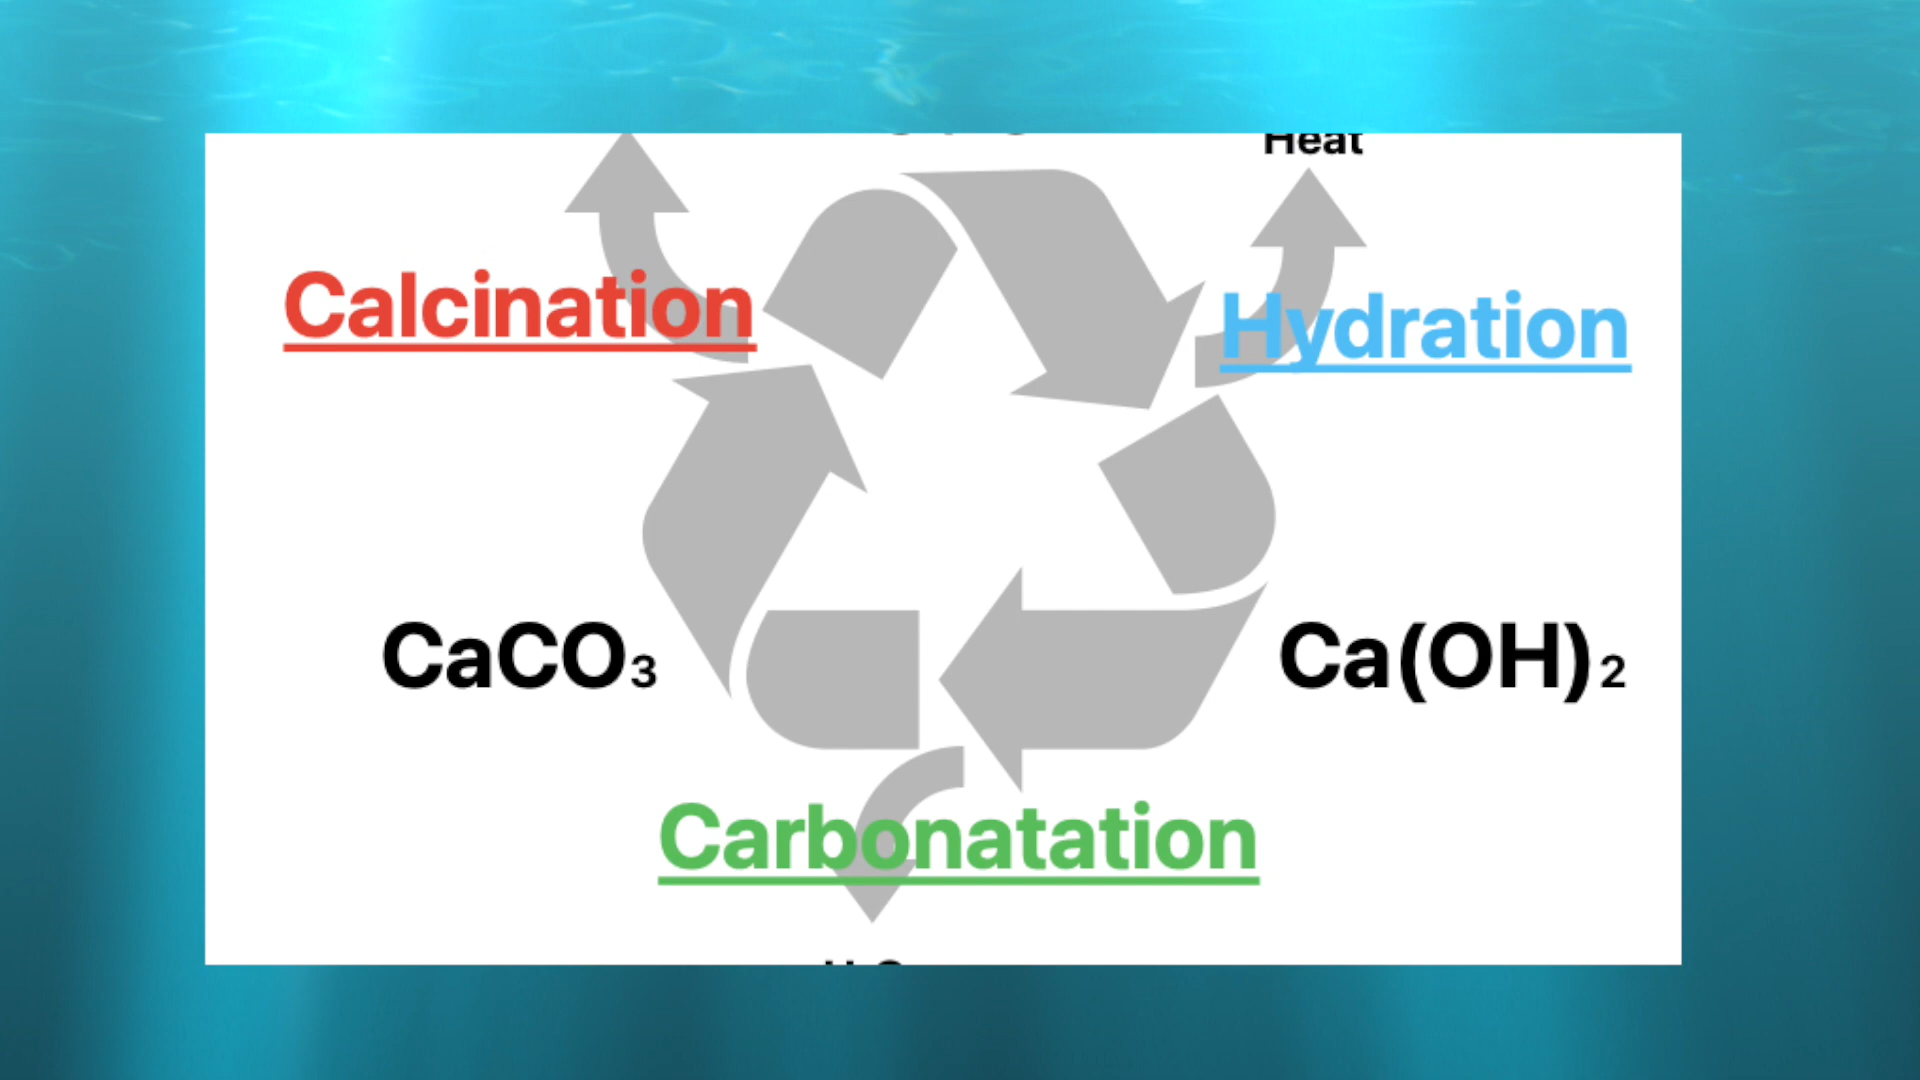 Heat
Calcination
Hydration
CaCO₃
Ca(OH)₂
Carbonatation